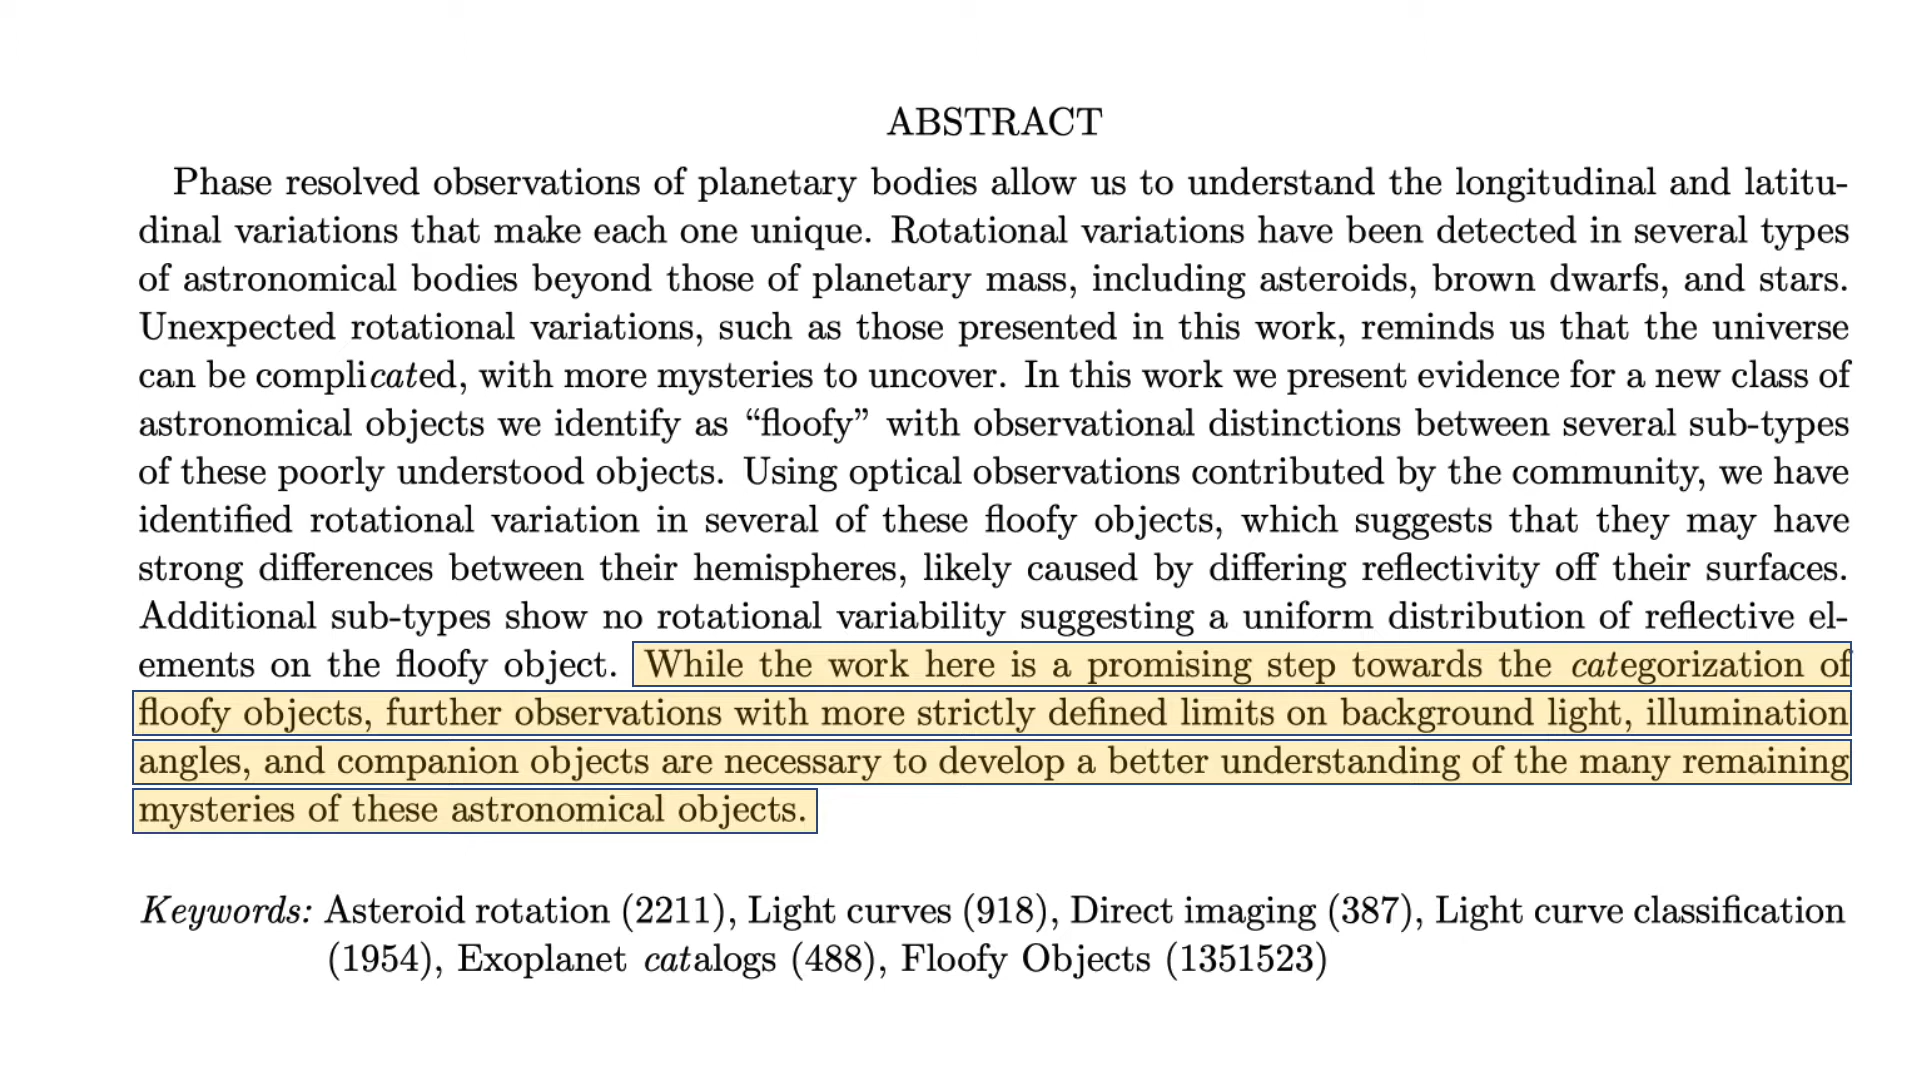 ABSTRACT
Phase resolved observations of planetary bodies allow us to understand the longitudinal and latitu-
dinal variations that make each one unique. Rotational variations have been detected in several types
of astronomical bodies beyond those of planetary mass, including asteroids, brown dwarfs, and stars.
Unexpected rotational variations, such as those presented in this work, reminds us that the universe
can be complicated, with more mysteries to uncover. In this work we present evidence for a new class of
astronomical objects we identify as “floofy” with observational distinctions between several sub-types
of these poorly understood objects. Using optical observations contributed by the community, we have
identified rotational variation in several of these floofy objects, which suggests that they may have
strong differences between their hemispheres, likely caused by differing reflectivity off their surfaces.
Additional sub-types show no rotational variability suggesting a uniform distribution of reflective el-
ements on the floofy object. While the work here is a promising step towards the categorization of
floofy objects, further observations with more strictly defined limits on background light, illumination
angles, and companion objects are necessary to develop a better understanding of the many remaining
mysteries of these astronomical objects.
Keywords: Asteroid rotation (2211), Light curves (918), Direct imaging (387), Light curve classification
(1954), Exoplanet catalogs (488), Floofy Objects (1351523)